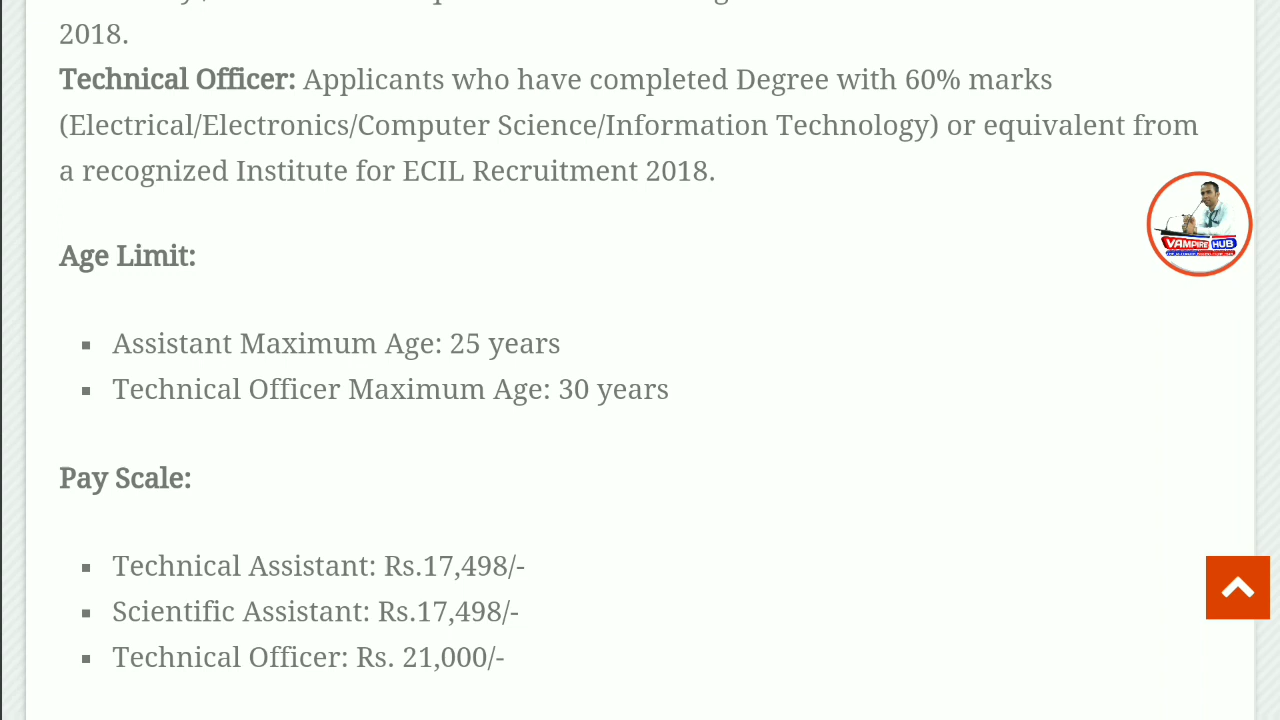 2018.
Technical Officer: Applicants who have completed Degree with 60% marks
(Electrical/Electronics/Computer Science/Information Technology) or equivalent from
a recognized Institute for ECIL Recruitment 2018.
Age Limit:
▪ Assistant Maximum Age: 25 years
▪ Technical Officer Maximum Age: 30 years
Pay Scale:
▪ Technical Assistant: Rs.17,498/-
▪ Scientific Assistant: Rs.17,498/-
▪ Technical Officer: Rs. 21,000/-
VAMPIRE HUB